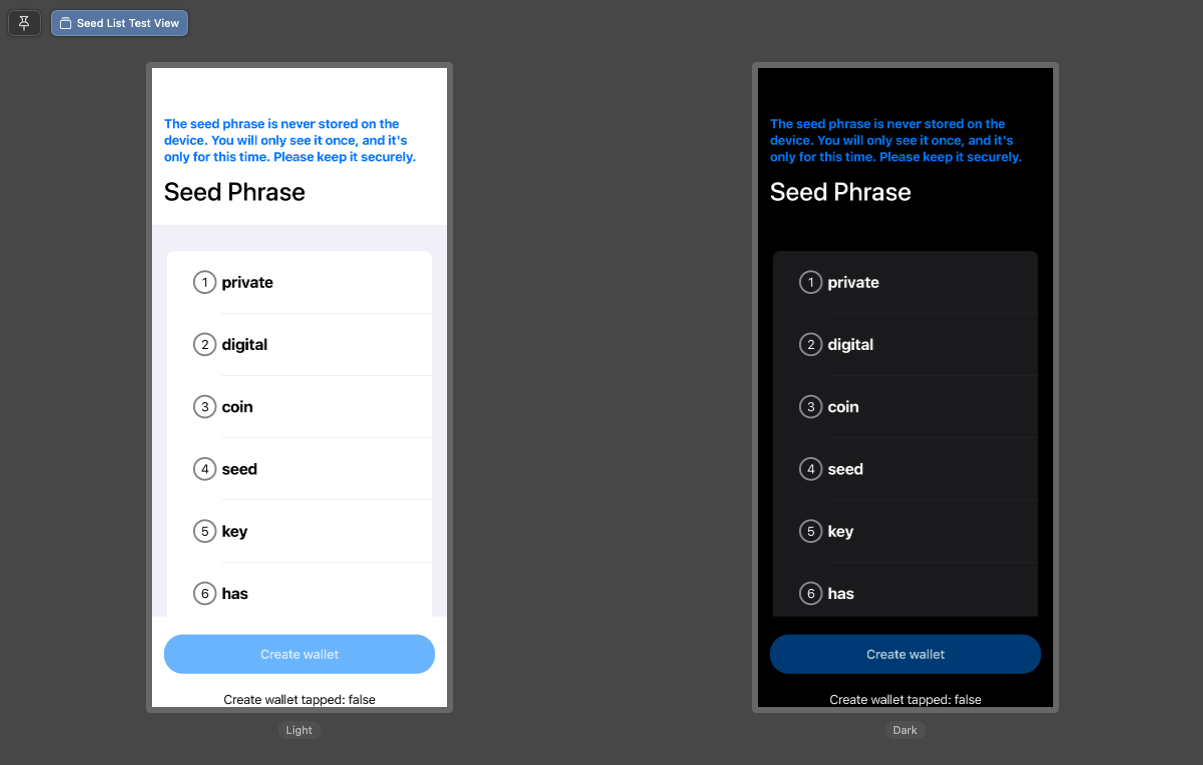 Seed List Test View
The seed phrase is never stored on the
device. You will only see it once, and it's
only for this time. Please keep it securely.
Seed Phrase
1 private
2 digital
3 coin
4 seed
5 key
6 has
Create wallet
Create wallet tapped: false
Light
The seed phrase is never stored on the
device. You will only see it once, and it's
only for this time. Please keep it securely.
Seed Phrase
1 private
2 digital
3 coin
4 seed
5 key
6 has
Create wallet
Create wallet tapped: false
Dark